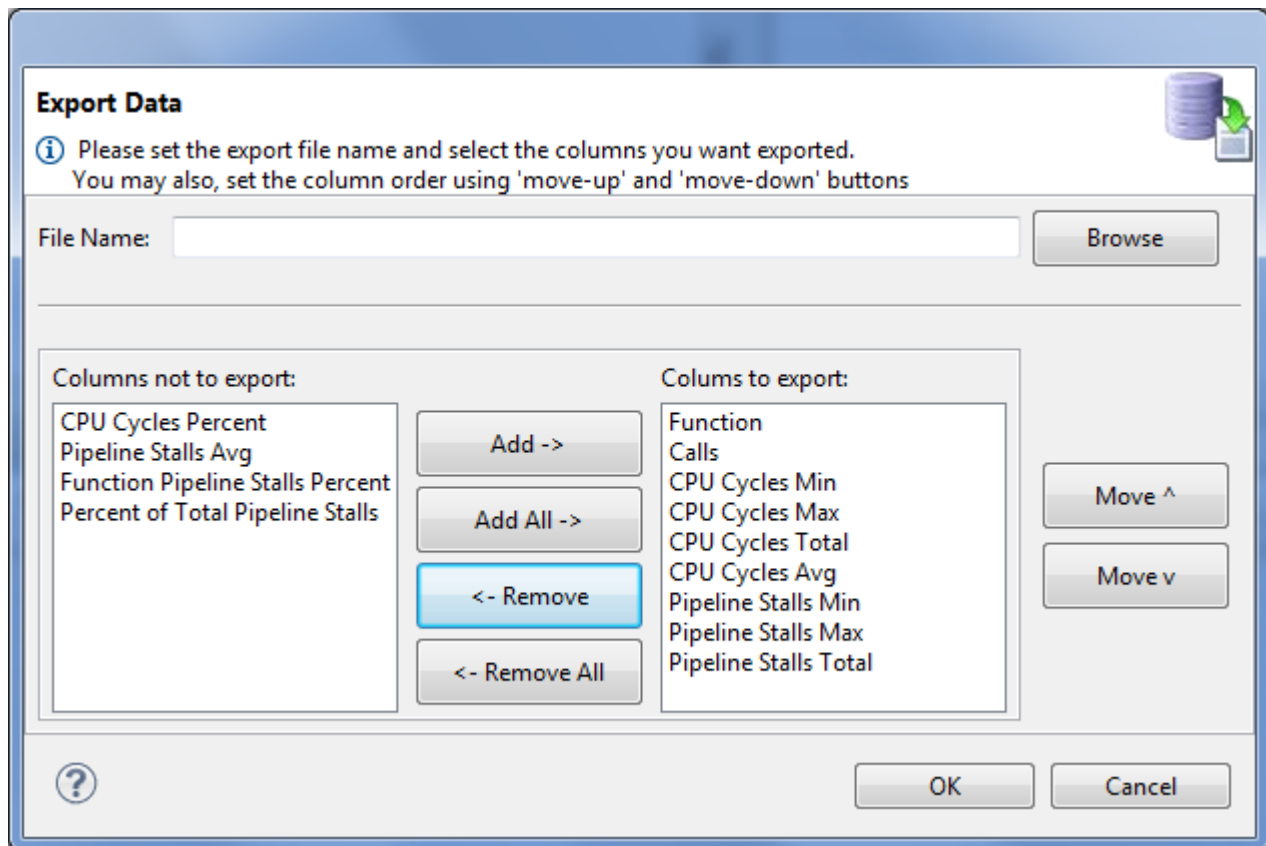 Export Data
Please set the export file name and select the columns you want exported.
You may also, set the column order using 'move-up' and 'move-down' buttons
File Name:
Browse
Columns not to export:
CPU Cycles Percent
Pipeline Stalls Avg
Function Pipeline Stalls Percent
Percent of Total Pipeline Stalls
Add ->
Add All ->
<- Remove
<- Remove All
Colums to export:
Function
Calls
CPU Cycles Min
CPU Cycles Max
CPU Cycles Total
CPU Cycles Avg
Pipeline Stalls Min
Pipeline Stalls Max
Pipeline Stalls Total
Move ^
Move v
OK
Cancel